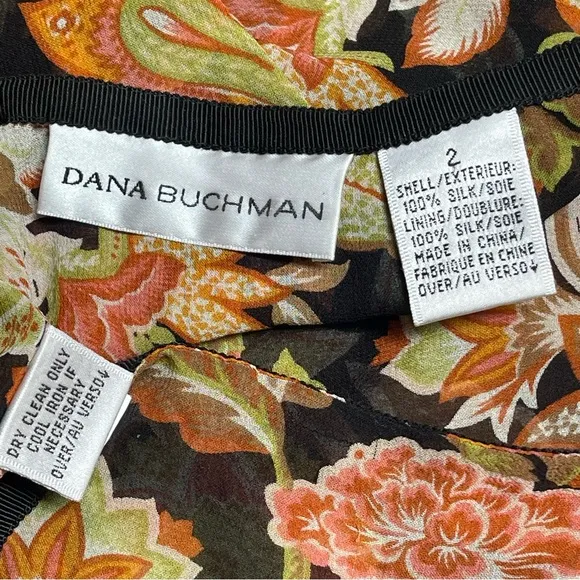 DANA BUCHMAN
2
SHELL/EXTERIEUR:
100% SILK/SOIE
LINING/DOUBLURE:
100% SILK/SOIE
MADE IN CHINA/
FABRIQUE EN CHINE
OVER/AU VERSO↓
DRY CLEAN ONLY
COOL IRON IF
NECESSARY
OVER/AU VERSO↓